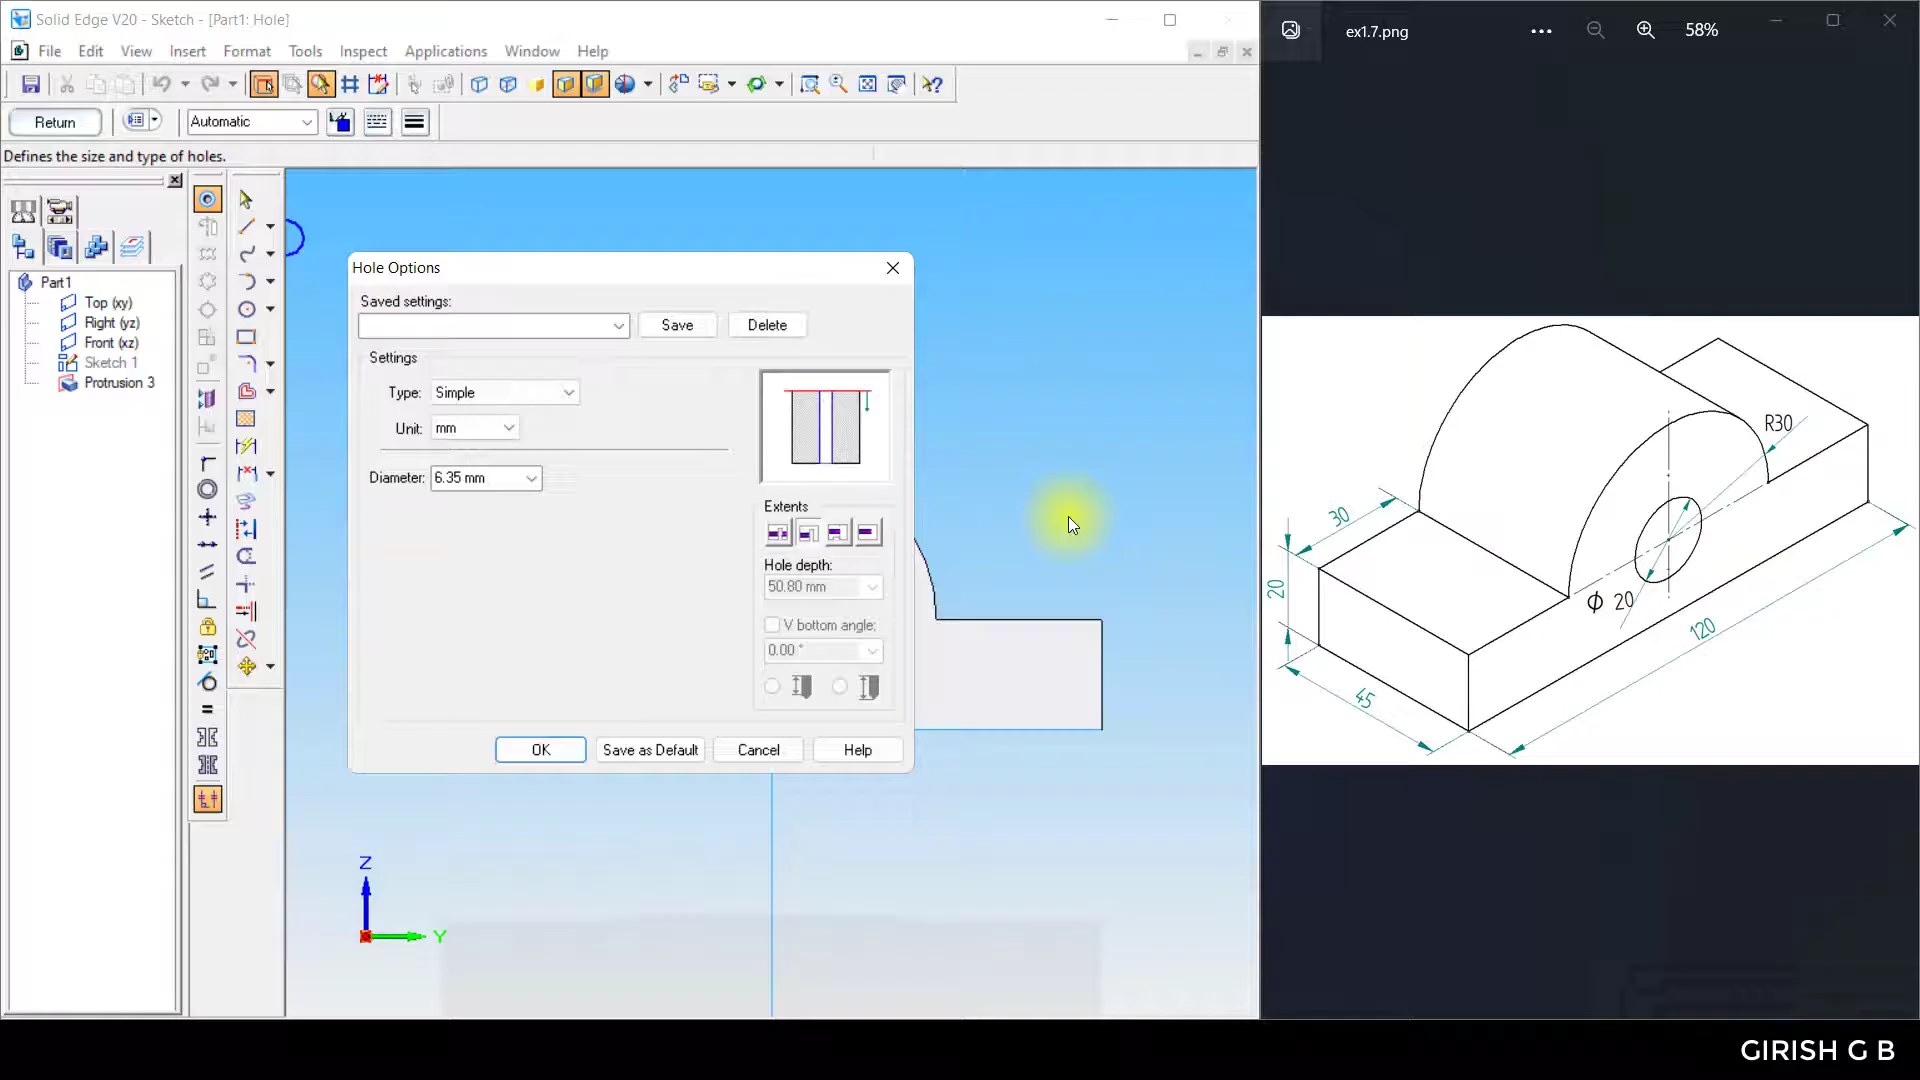 Solid Edge V20 - Sketch - [Part1: Hole]
File Edit View Insert Format Tools Inspect Applications Window Help
Return
Automatic
Defines the size and type of holes.
Part1
Top (xy)
Right (yz)
Front (xz)
Sketch 1
Protrusion 3
Hole Options
Saved settings:
Save
Delete
Settings
Type: Simple
Unit: mm
Diameter: 6.35 mm
Extents
Hole depth:
50.80 mm
V bottom angle:
0.00 °
OK
Save as Default
Cancel
Help
Z
Y
ex1.7.png
58%
R30
30
20
ϕ 20
120
45
GIRISH G B